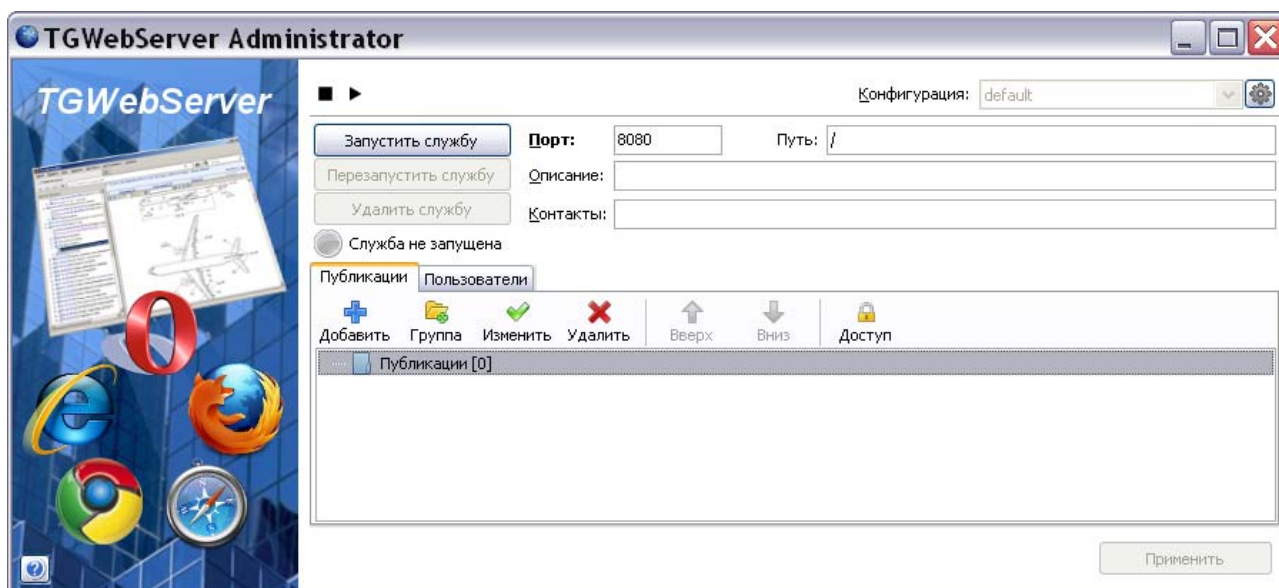 TGWebServer Administrator
TGWebServer
Конфигурация: default
Запустить службу Порт: 8080 Путь: /
Перезапустить службу Описание:
Удалить службу Контакты:
Служба не запущена
Публикации Пользователи
Добавить Группа Изменить Удалить Вверх Вниз Доступ
Публикации [0]
Применить